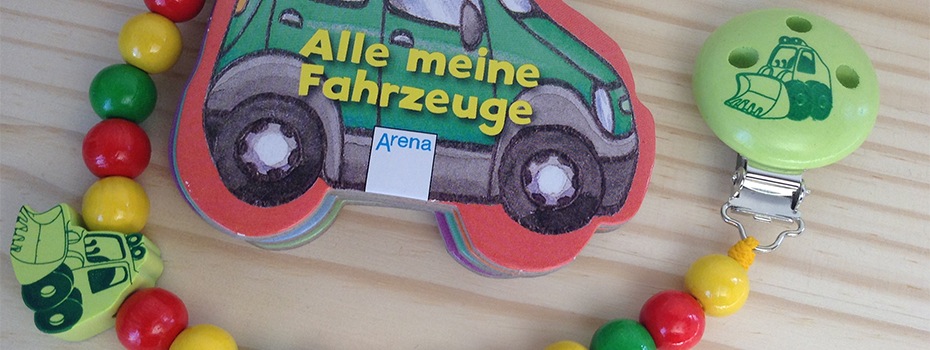 Alle meine
Fahrzeuge
Arena